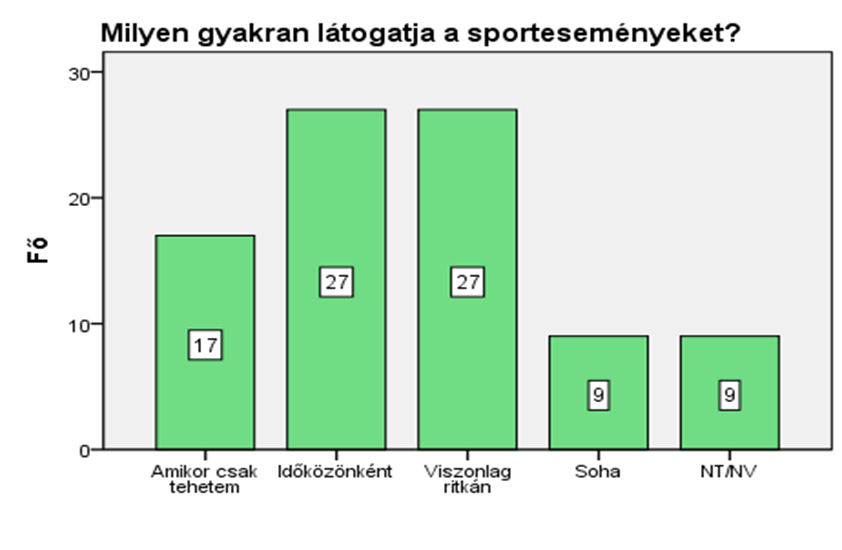 Milyen gyakran látogatja a sporteseményeket?
Fő
30
20
10
0
17
27
27
9
9
Amikor csak
tehetem
Időközönként
Viszonlag
ritkán
Soha
NT/NV